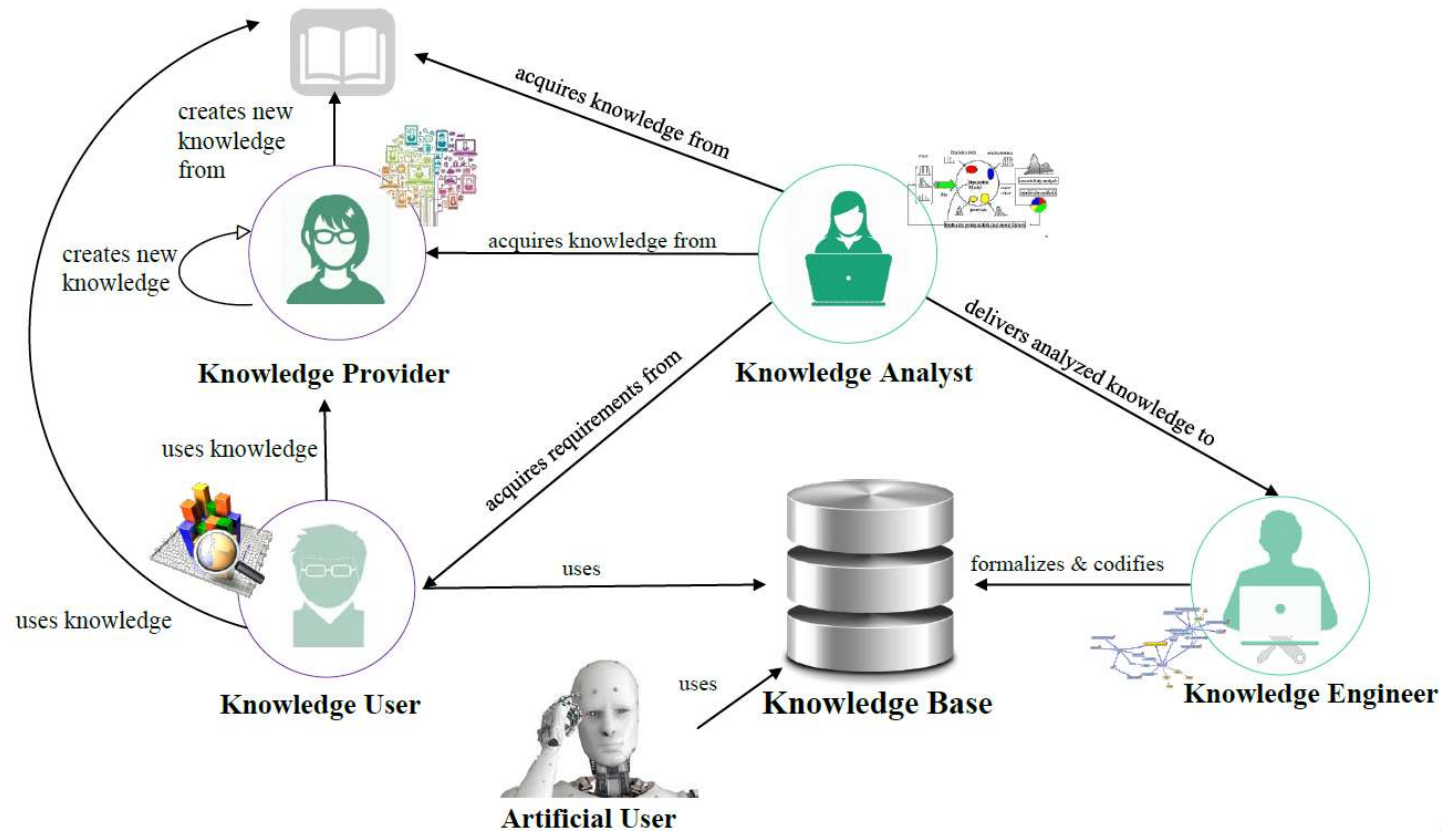 acquires knowledge from
creates new
knowledge
from
acquires knowledge from
creates new
knowledge
delivers analyzed knowledge to
Knowledge Provider
Knowledge Analyst
acquires requirements from
uses knowledge
uses
formalizes & codifies
uses knowledge
uses
Knowledge User
Knowledge Base
Knowledge Engineer
Artificial User